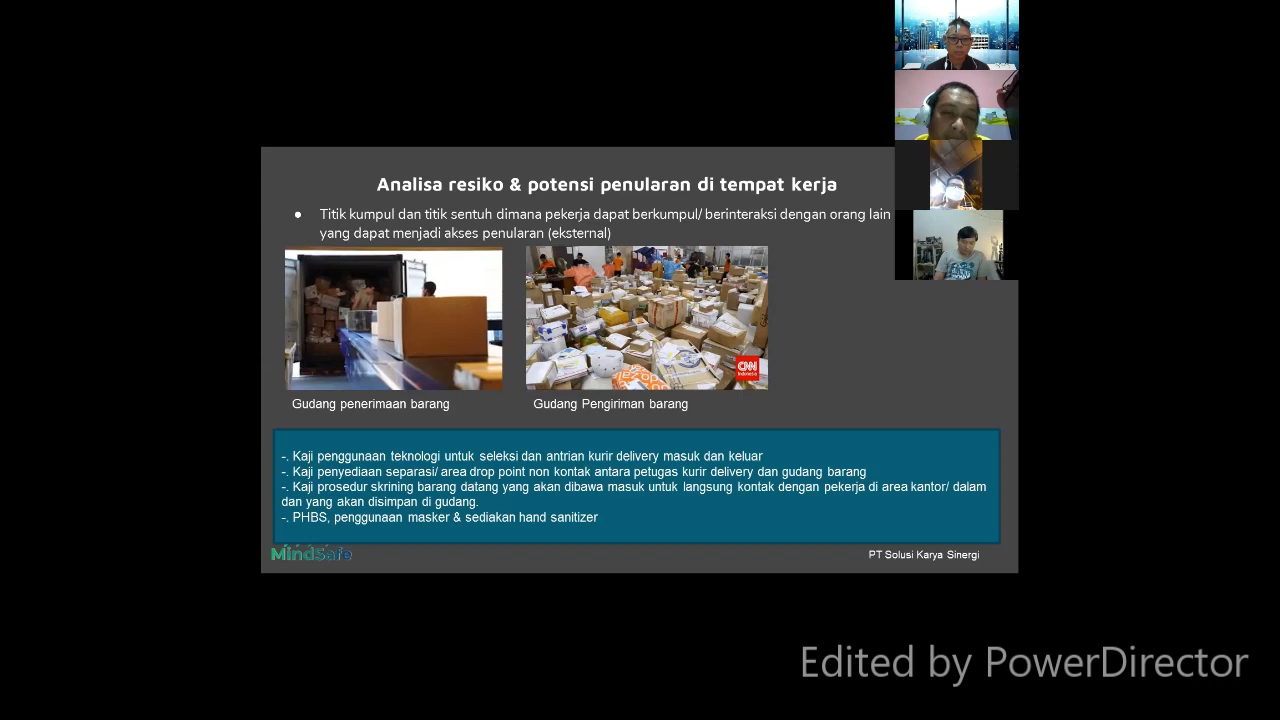 Analisa resiko & potensi penularan di tempat kerja
● Titik kumpul dan titik sentuh dimana pekerja dapat berkumpul/ berinteraksi dengan orang lain
yang dapat menjadi akses penularan (eksternal)
CNN
Indonesia
Gudang penerimaan barang
Gudang Pengiriman barang
-. Kaji penggunaan teknologi untuk seleksi dan antrian kurir delivery masuk dan keluar
-. Kaji penyediaan separasi/ area drop point non kontak antara petugas kurir delivery dan gudang barang
-. Kaji prosedur skrining barang datang yang akan dibawa masuk untuk langsung kontak dengan pekerja di area kantor/ dalam
dan yang akan disimpan di gudang.
-. PHBS, penggunaan masker & sediakan hand sanitizer
MindSafe
PT Solusi Karya Sinergi
Edited by PowerDirector